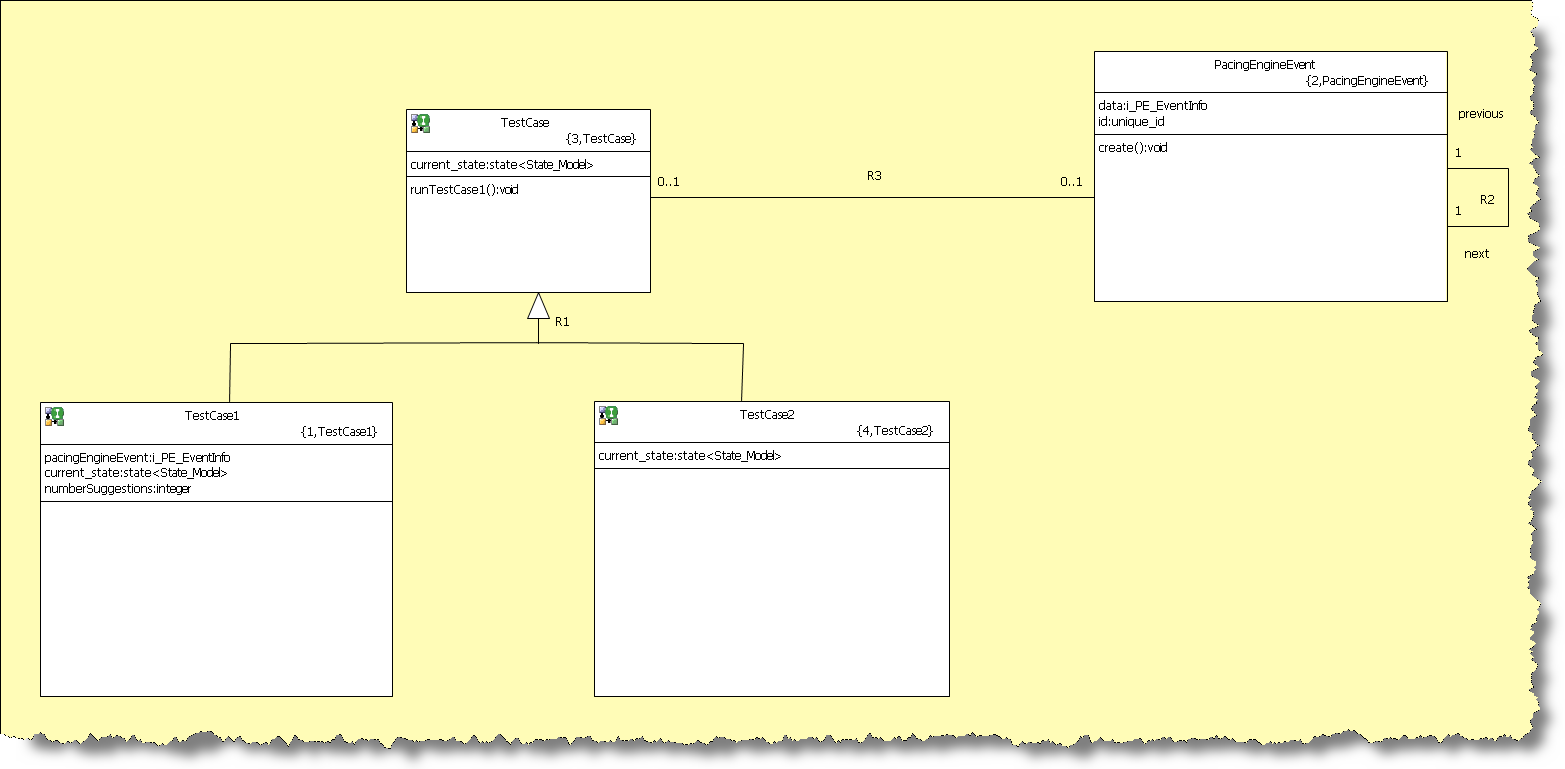 PacingEngineEvent
{2,PacingEngineEvent}
data:i_PE_EventInfo
id:unique_id
create():void
previous
1
R2
1
next
TestCase
{3,TestCase}
current_state:state<State_Model>
runTestCase1():void
0..1
R3
0..1
R1
TestCase1
{1,TestCase1}
pacingEngineEvent:i_PE_EventInfo
current_state:state<State_Model>
numberSuggestions:integer
TestCase2
{4,TestCase2}
current_state:state<State_Model>